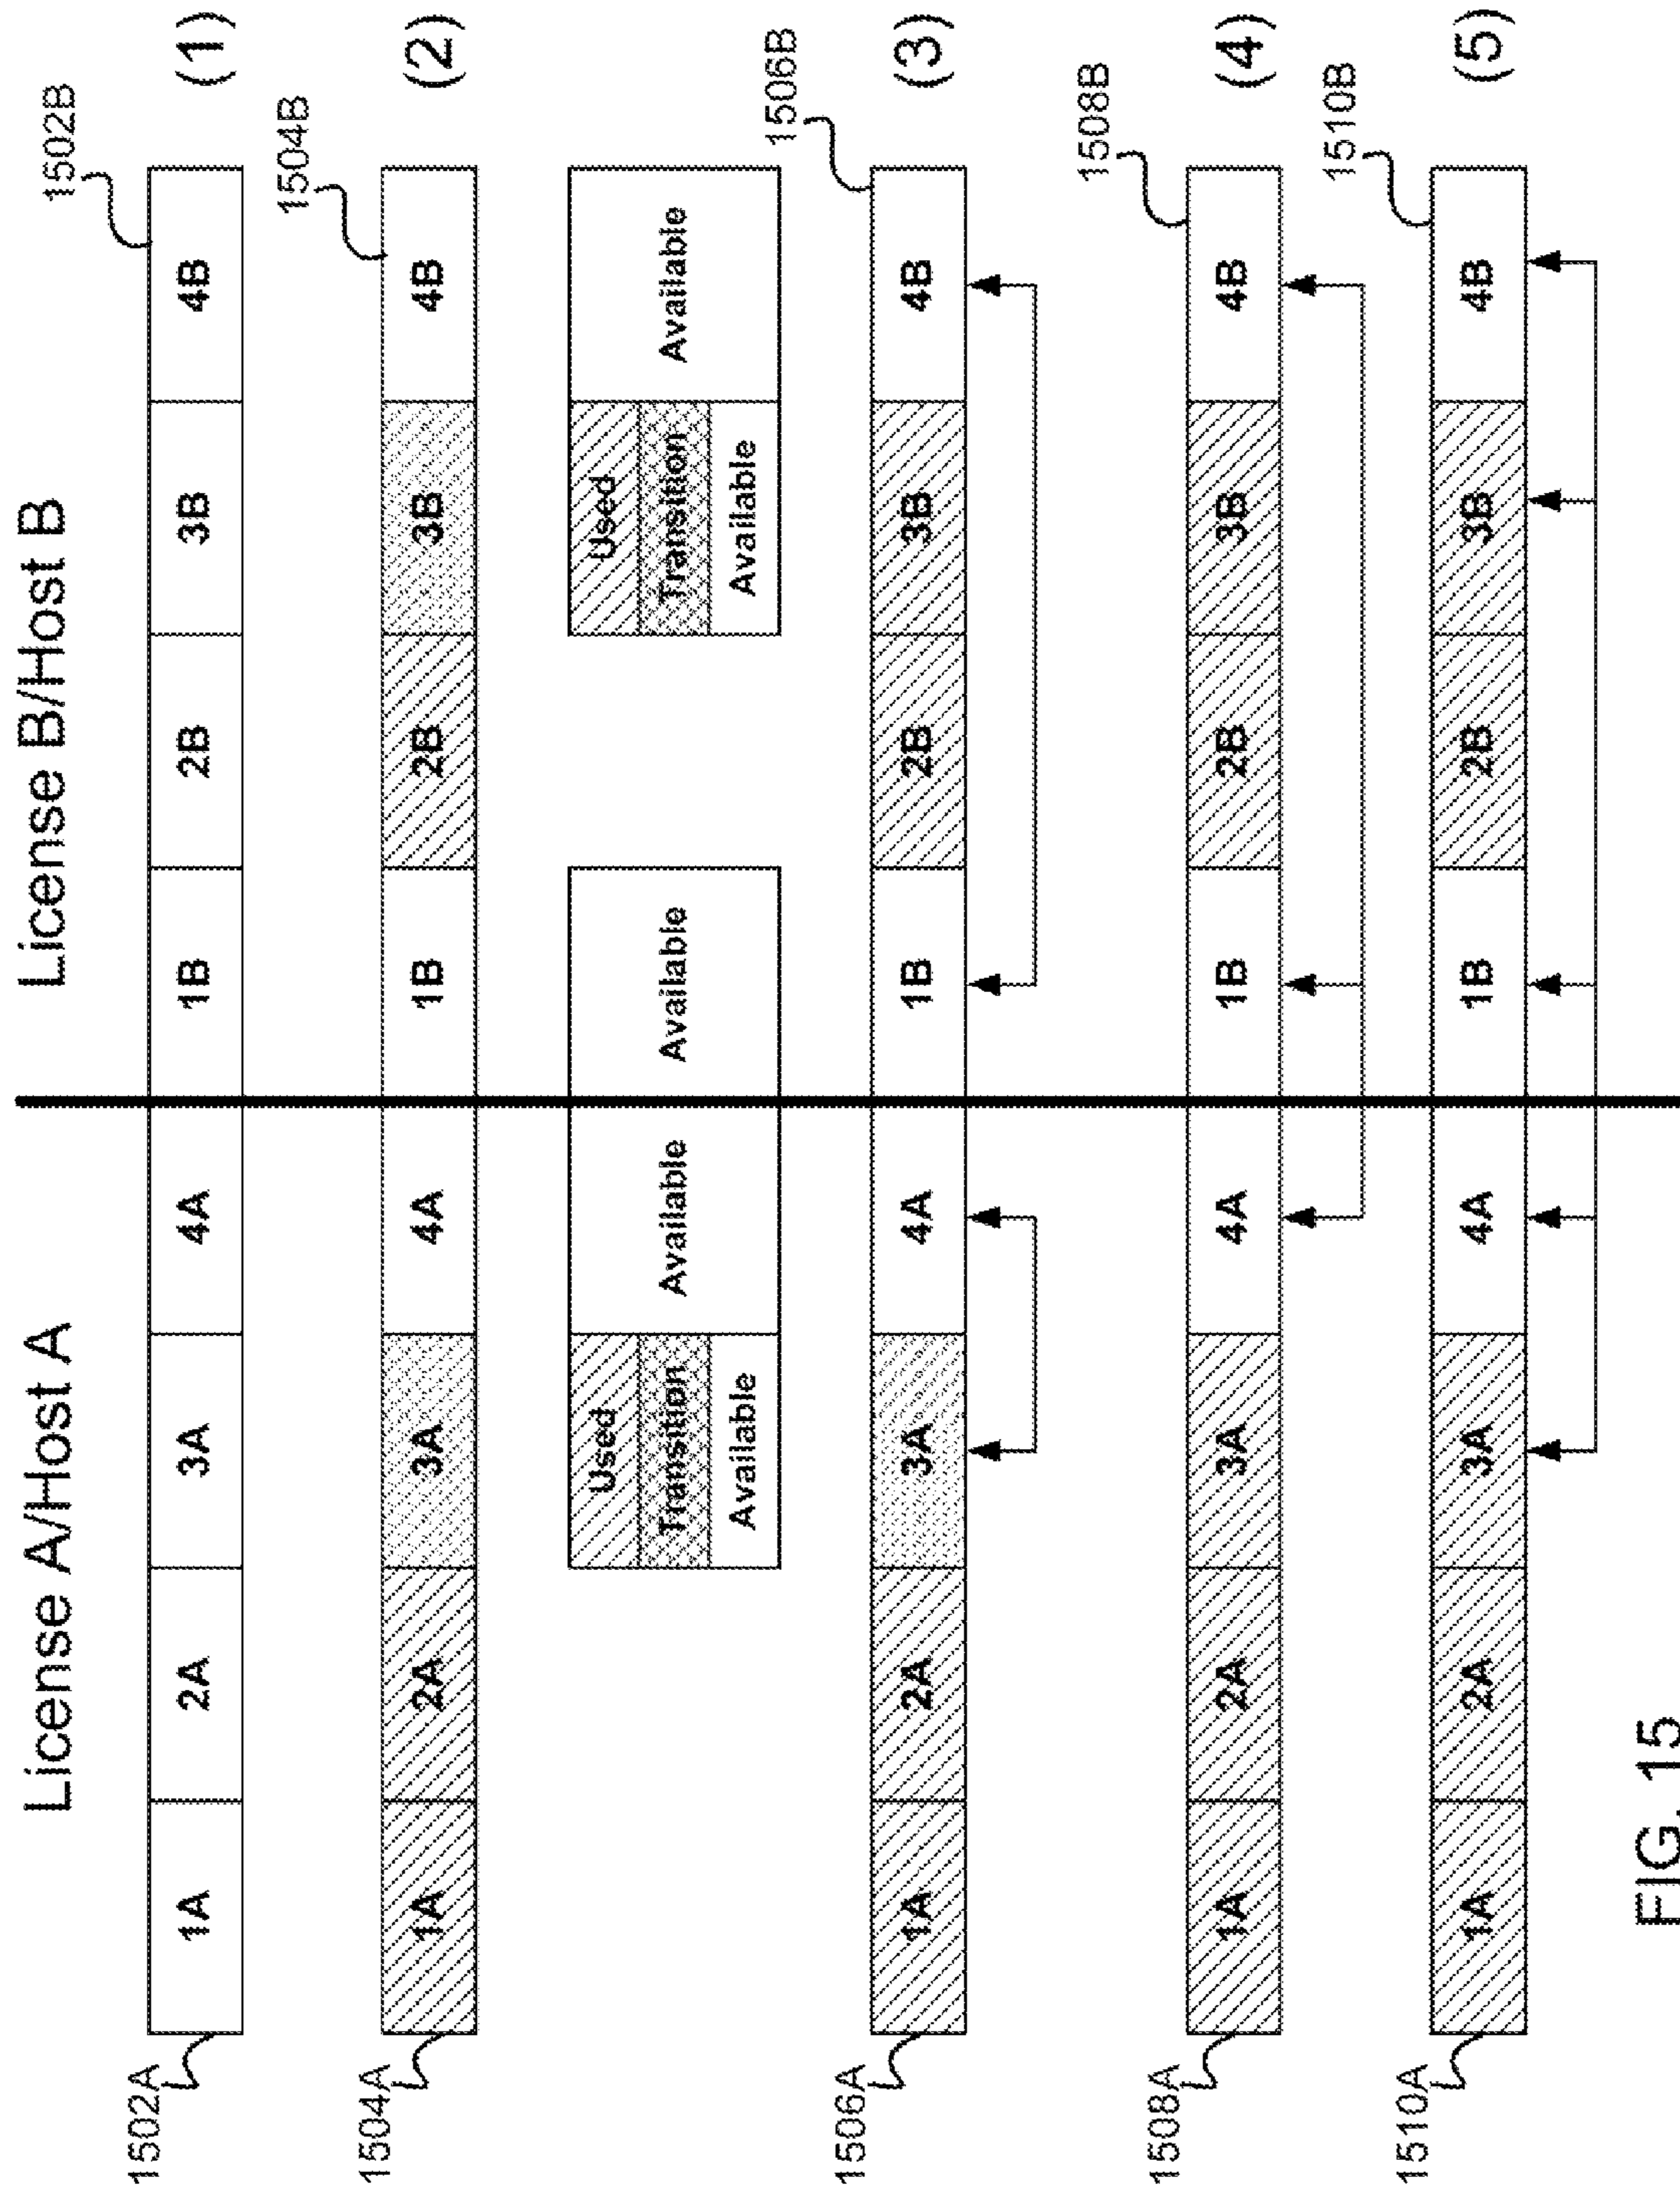 License A/Host A License B/Host B
1502A 1A 2A 3A 4A 1B 2B 3B 4B 1502B (1)
1504A 1A 2A 3A 4A 1B 2B 3B 4B 1504B (2)
Used Transition Available
Available
Available
Used Transition Available
Available
1506A 1A 2A 3A 4A 1B 2B 3B 4B 1506B (3)
1508A 1A 2A 3A 4A 1B 2B 3B 4B 1508B (4)
1510A 1A 2A 3A 4A 1B 2B 3B 4B 1510B (5)
FIG. 15